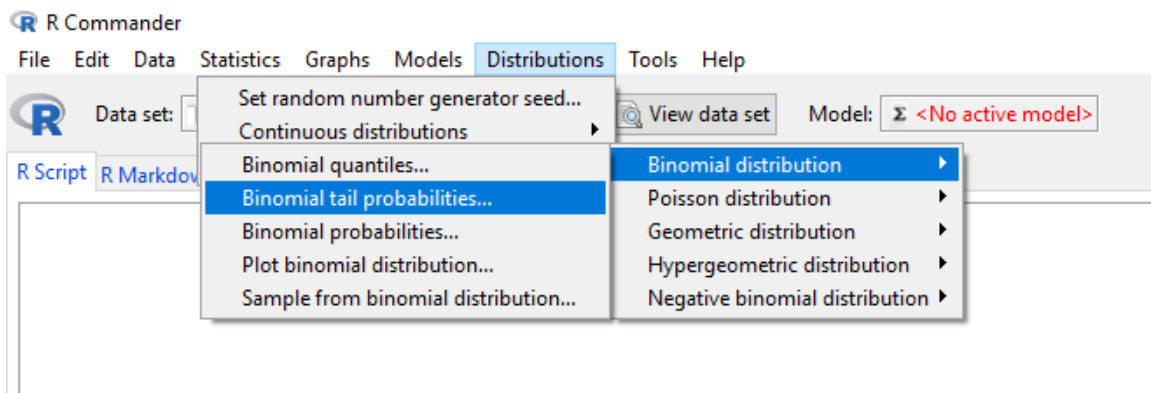 R Commander
File Edit Data Statistics Graphs Models Distributions Tools Help
R Data set: View data set Model: Σ <No active model>
Set random number generator seed...
Continuous distributions
R Script R Markdow
Binomial quantiles...
Binomial tail probabilities...
Binomial probabilities...
Plot binomial distribution...
Sample from binomial distribution...
Binomial distribution
Poisson distribution
Geometric distribution
Hypergeometric distribution
Negative binomial distribution